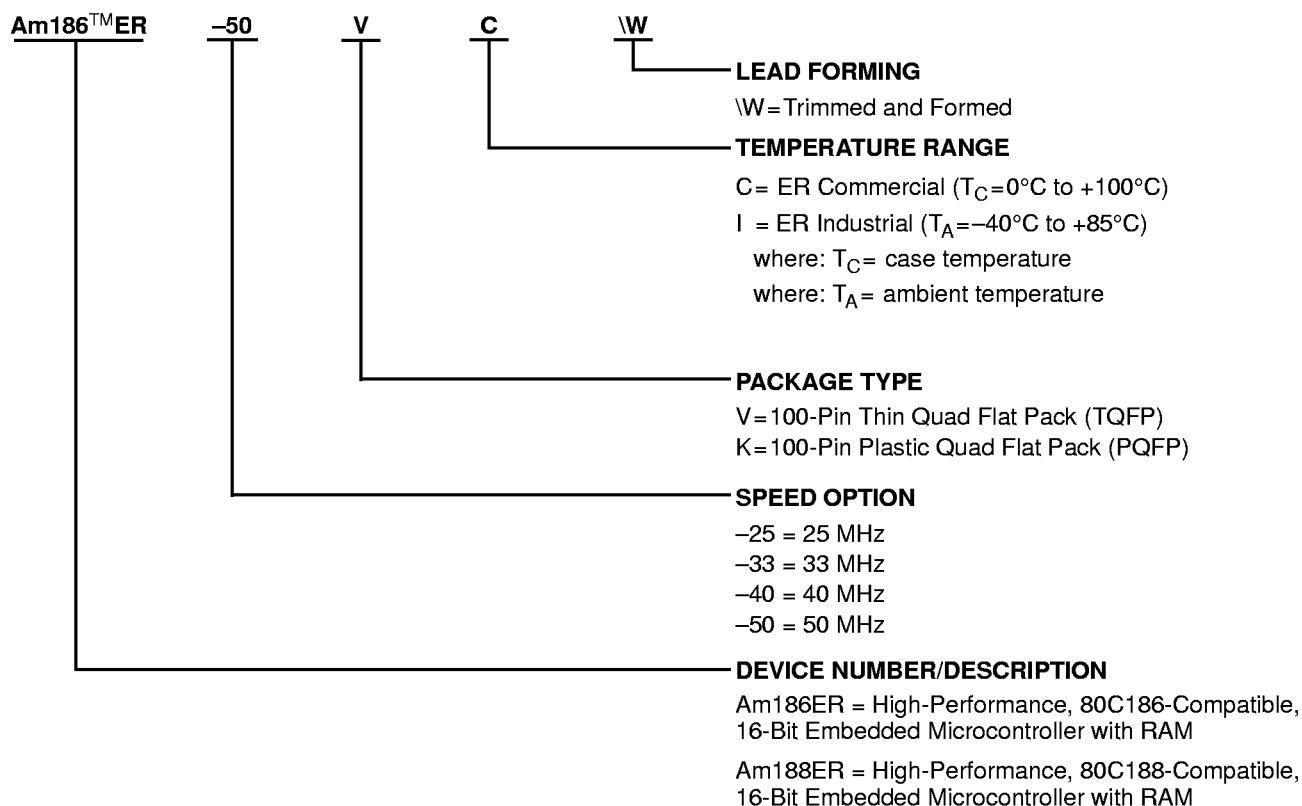 Am186™ER –50 V C \W
LEAD FORMING
\W=Trimmed and Formed
TEMPERATURE RANGE
C= ER Commercial (TC=0°C to +100°C)
I = ER Industrial (TA=–40°C to +85°C)
where: TC= case temperature
where: TA= ambient temperature
PACKAGE TYPE
V=100-Pin Thin Quad Flat Pack (TQFP)
K=100-Pin Plastic Quad Flat Pack (PQFP)
SPEED OPTION
–25 = 25 MHz
–33 = 33 MHz
–40 = 40 MHz
–50 = 50 MHz
DEVICE NUMBER/DESCRIPTION
Am186ER = High-Performance, 80C186-Compatible,
16-Bit Embedded Microcontroller with RAM
Am188ER = High-Performance, 80C188-Compatible,
16-Bit Embedded Microcontroller with RAM